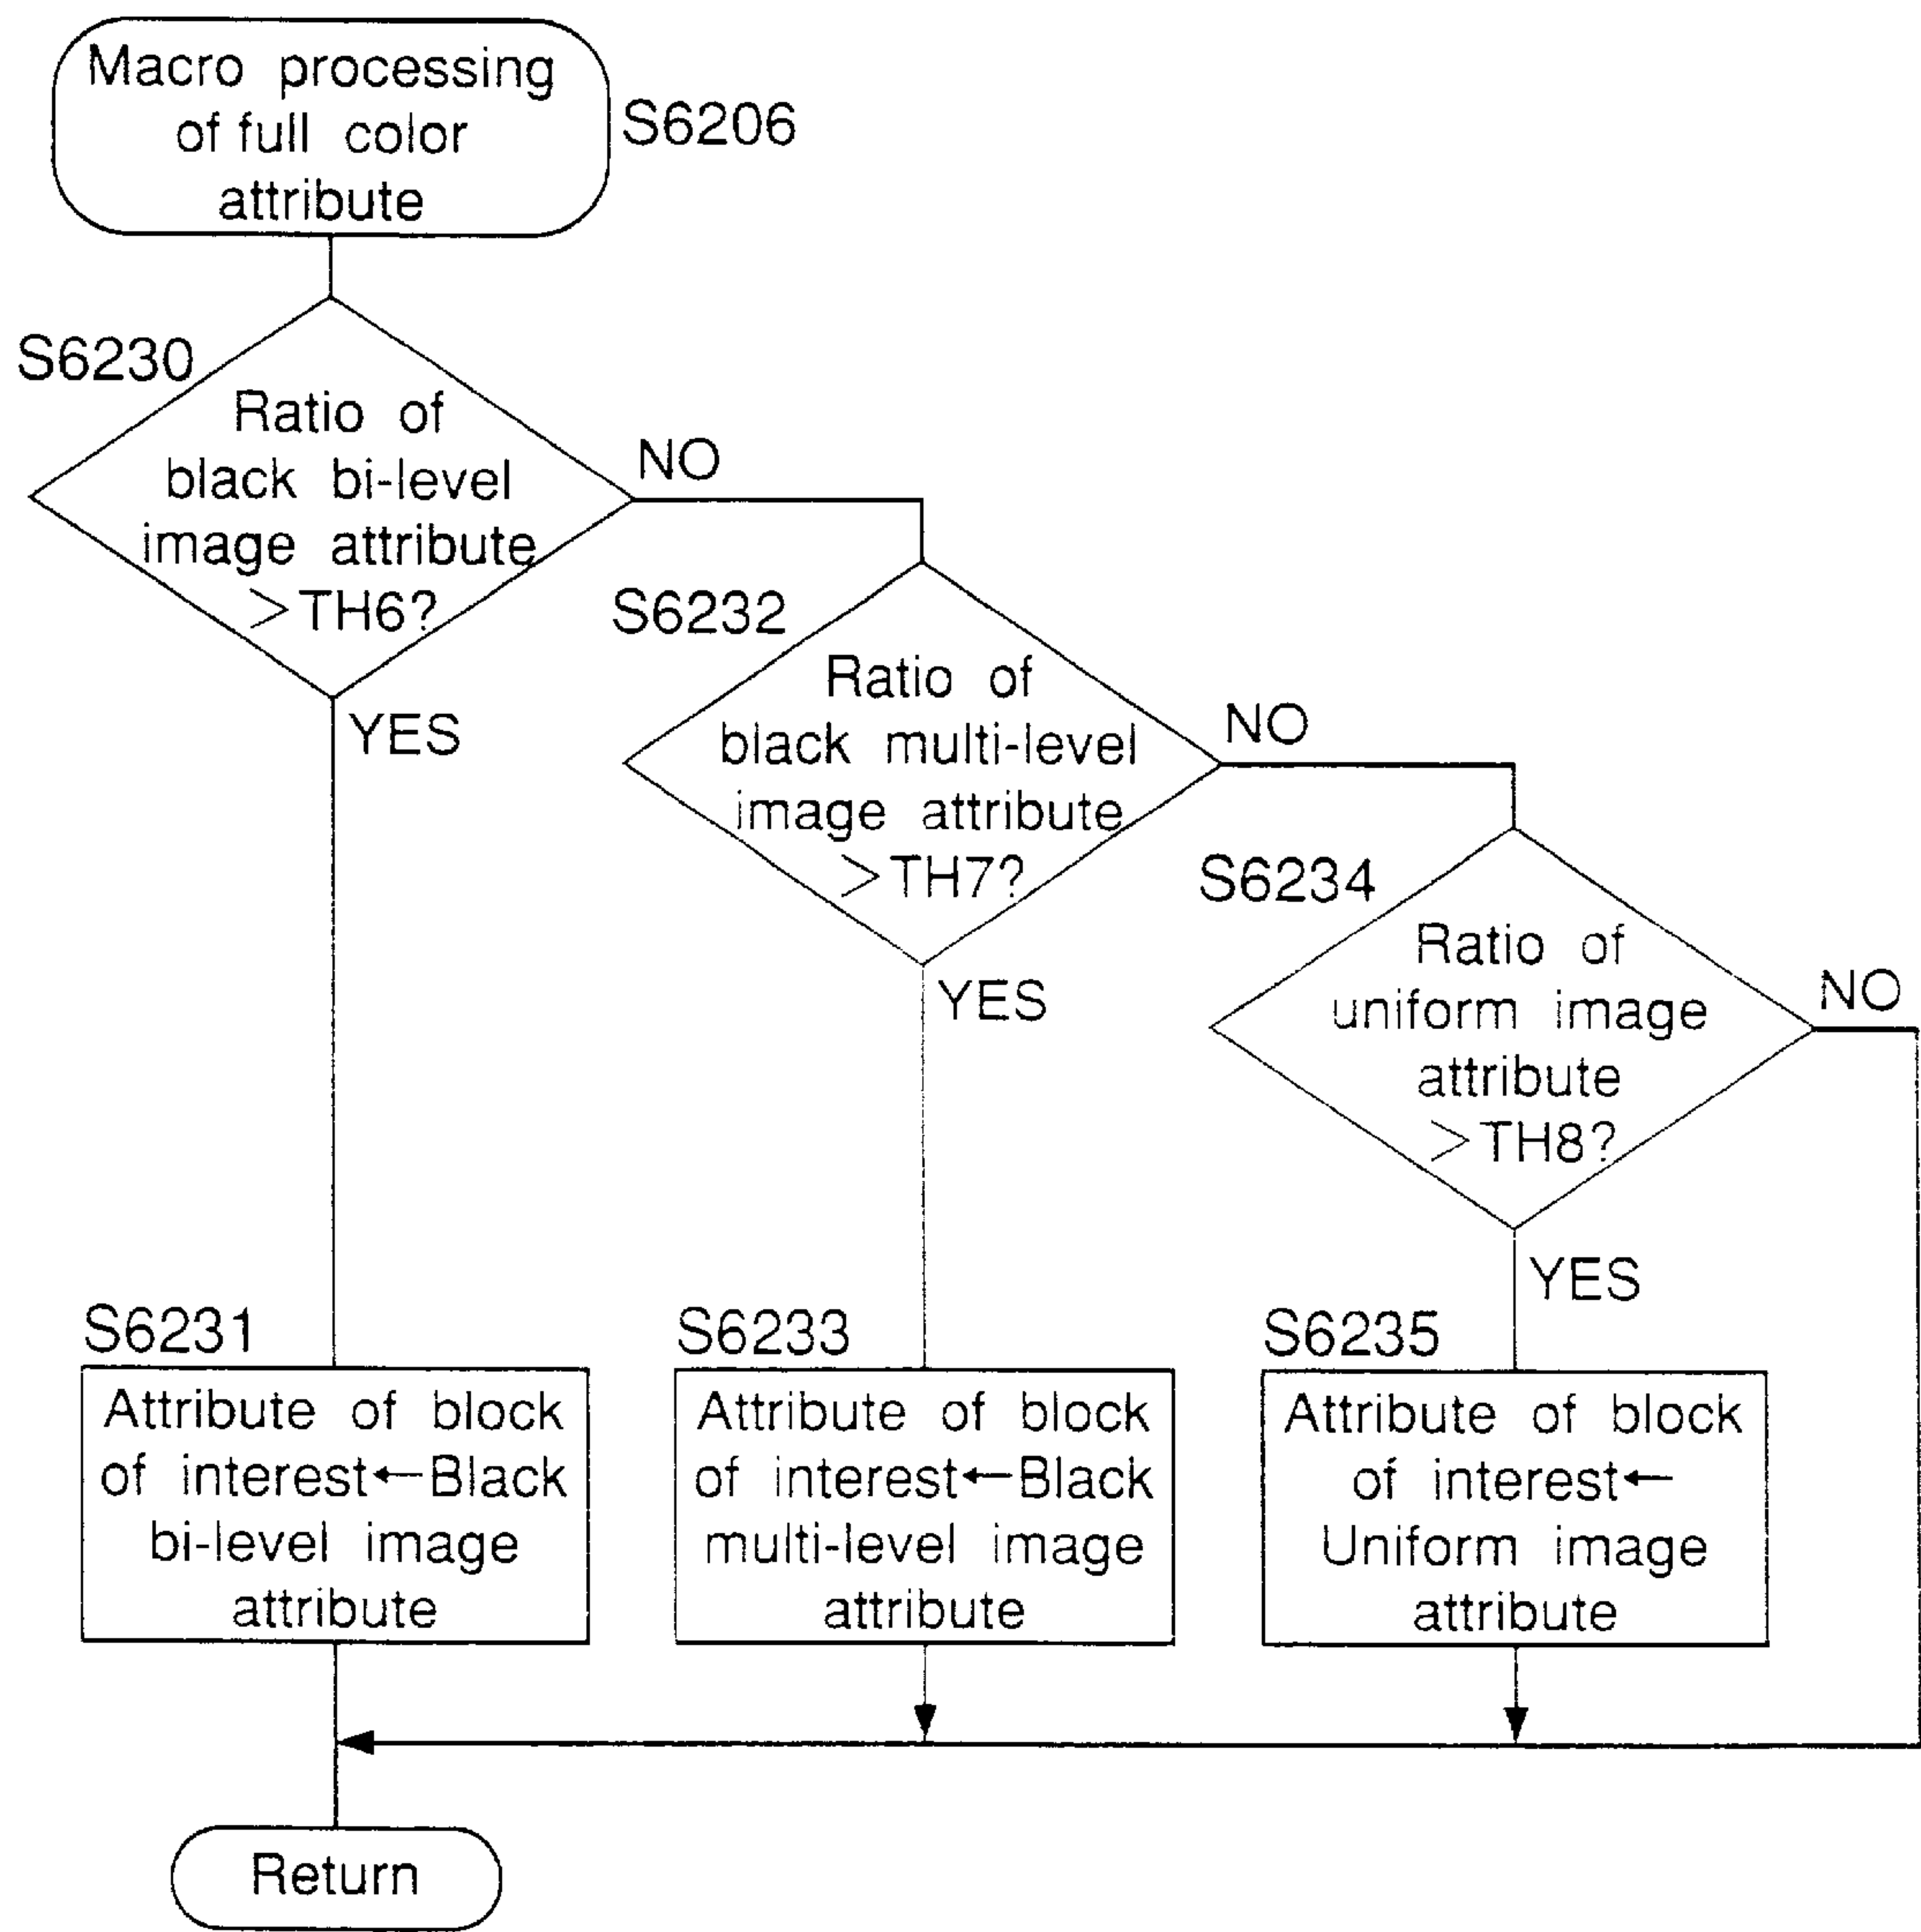 Macro processing
of full color
attribute
S6206
S6230
Ratio of
black bi-level
image attribute
>TH6?
NO
YES
S6232
Ratio of
black multi-level
image attribute
>TH7?
NO
YES
S6234
Ratio of
uniform image
attribute
>TH8?
NO
YES
S6231
Attribute of block
of interest←Black
bi-level image
attribute
S6233
Attribute of block
of interest←Black
multi-level image
attribute
S6235
Attribute of block
of interest←
Uniform image
attribute
Return